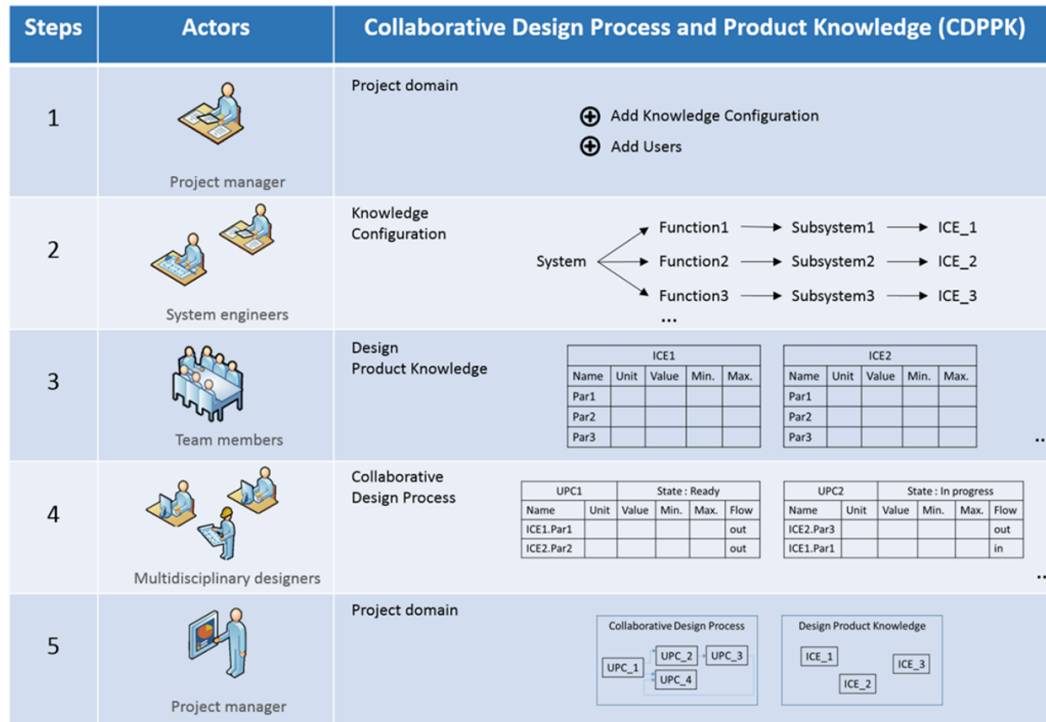 Steps Actors Collaborative Design Process and Product Knowledge (CDPPK)
1
Project manager
Project domain
Add Knowledge Configuration
Add Users
2
System engineers
Knowledge
Configuration
System
Function1 Subsystem1 ICE_1
Function2 Subsystem2 ICE_2
Function3 Subsystem3 ICE_3
...
3
Team members
Design
Product Knowledge
ICE1
Name Unit Value Min. Max.
Par1
Par2
Par3
ICE2
Name Unit Value Min. Max.
Par1
Par2
Par3
...
4
Multidisciplinary designers
Collaborative
Design Process
UPC1 State : Ready
Name Unit Value Min. Max. Flow
ICE1.Par1 out
ICE2.Par2 out
UPC2 State : In progress
Name Unit Value Min. Max. Flow
ICE2.Par3 out
ICE1.Par1 in
...
5
Project manager
Project domain
Collaborative Design Process
UPC_1 UPC_2 UPC_3
UPC_4
Design Product Knowledge
ICE_1
ICE_3
ICE_2